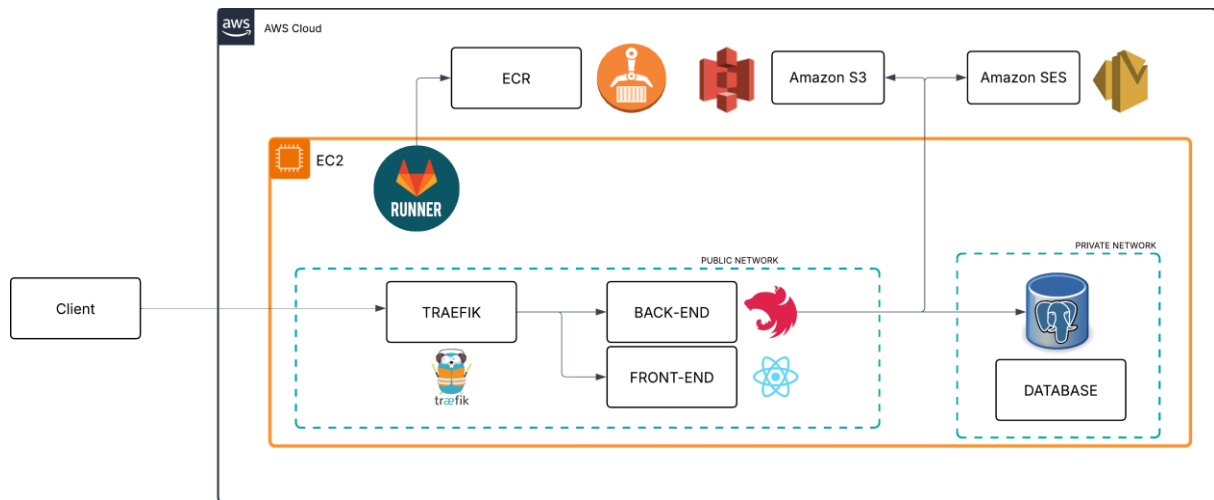 aws
AWS Cloud
ECR
Amazon S3
Amazon SES
EC2
RUNNER
PUBLIC NETWORK
PRIVATE NETWORK
Client
TRAEFIK
BACK-END
FRONT-END
træfik
DATABASE